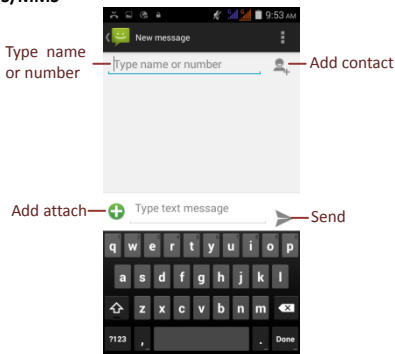 9:53 AM
New message
Type name
or number
Type name or number
Add contact
Add attach
Type text message
Send
q w e r t y u i o p
a s d f g h j k l
z x c v b n m
?123 , . Done